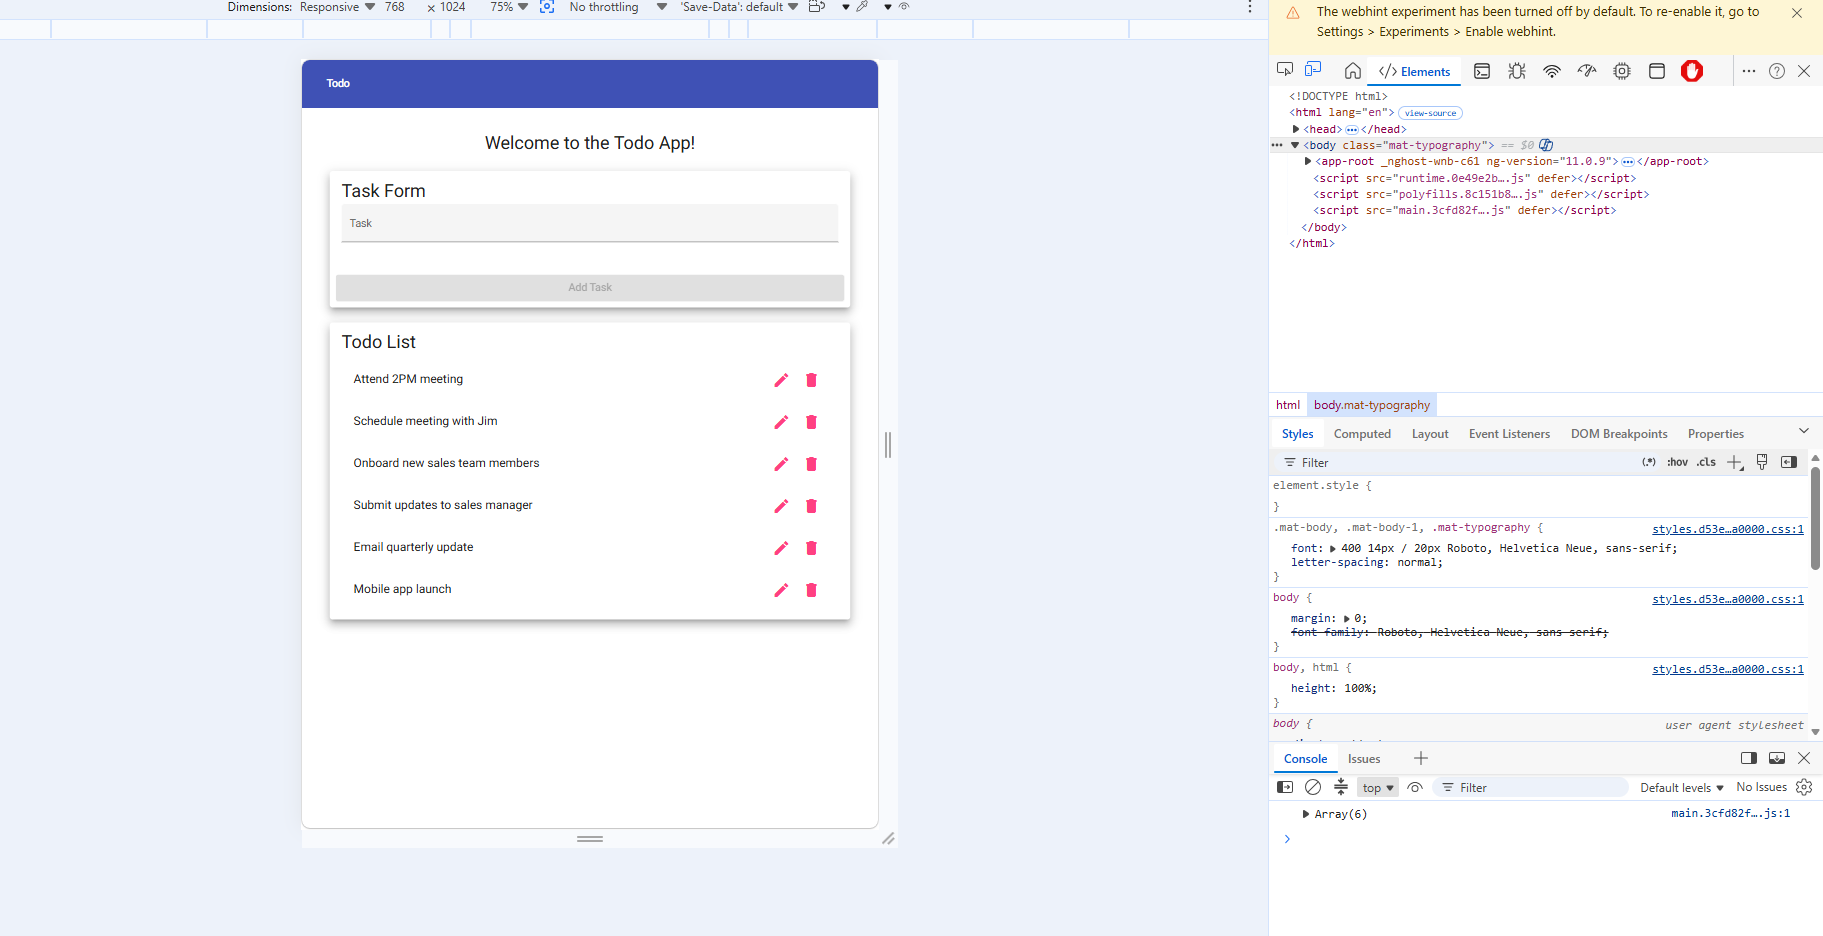 Dimensions: Responsive 768 × 1024 75% No throttling 'Save-Data': default
Todo
Welcome to the Todo App!
Task Form
Task
Add Task
Todo List
Attend 2PM meeting
Schedule meeting with Jim
Onboard new sales team members
Submit updates to sales manager
Email quarterly update
Mobile app launch
The webhint experiment has been turned off by default. To re-enable it, go to
Settings > Experiments > Enable webhint.
Elements
<!DOCTYPE html>
<html lang="en"> view-source
<head> ••• </head>
<body class="mat-typography"> == $0
<app-root _nghost-wnb-c61 ng-version="11.0.9"> ••• </app-root>
<script src="runtime.0e49e2b….js" defer></script>
<script src="polyfills.8c151b8….js" defer></script>
<script src="main.3cfd82f….js" defer></script>
</body>
</html>
html body.mat-typography
Styles Computed Layout Event Listeners DOM Breakpoints Properties
Filter (.*) :hov .cls
element.style {
}
.mat-body, .mat-body-1, .mat-typography { styles.d53e…a0000.css:1
font: 400 14px / 20px Roboto, Helvetica Neue, sans-serif;
letter-spacing: normal;
}
body { styles.d53e…a0000.css:1
margin: 0;
font-family: Roboto, Helvetica Neue, sans-serif;
}
body, html { styles.d53e…a0000.css:1
height: 100%;
}
body { user agent stylesheet
Console Issues
top Filter Default levels No Issues
Array(6) main.3cfd82f….js:1